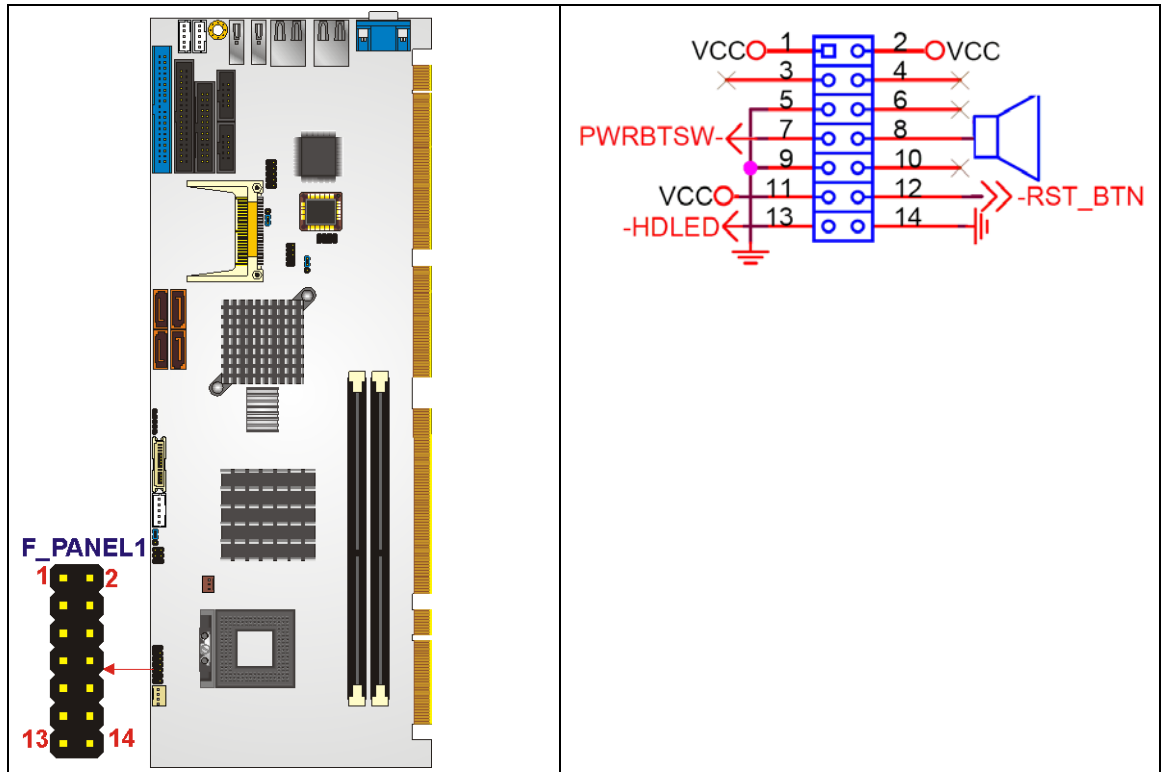 F_PANEL1
1 2
13 14
VCC 1 2 VCC
3 4
5 6
PWRBTSW- 7 8
9 10
VCC 11 12 -RST_BTN
-HDLED 13 14